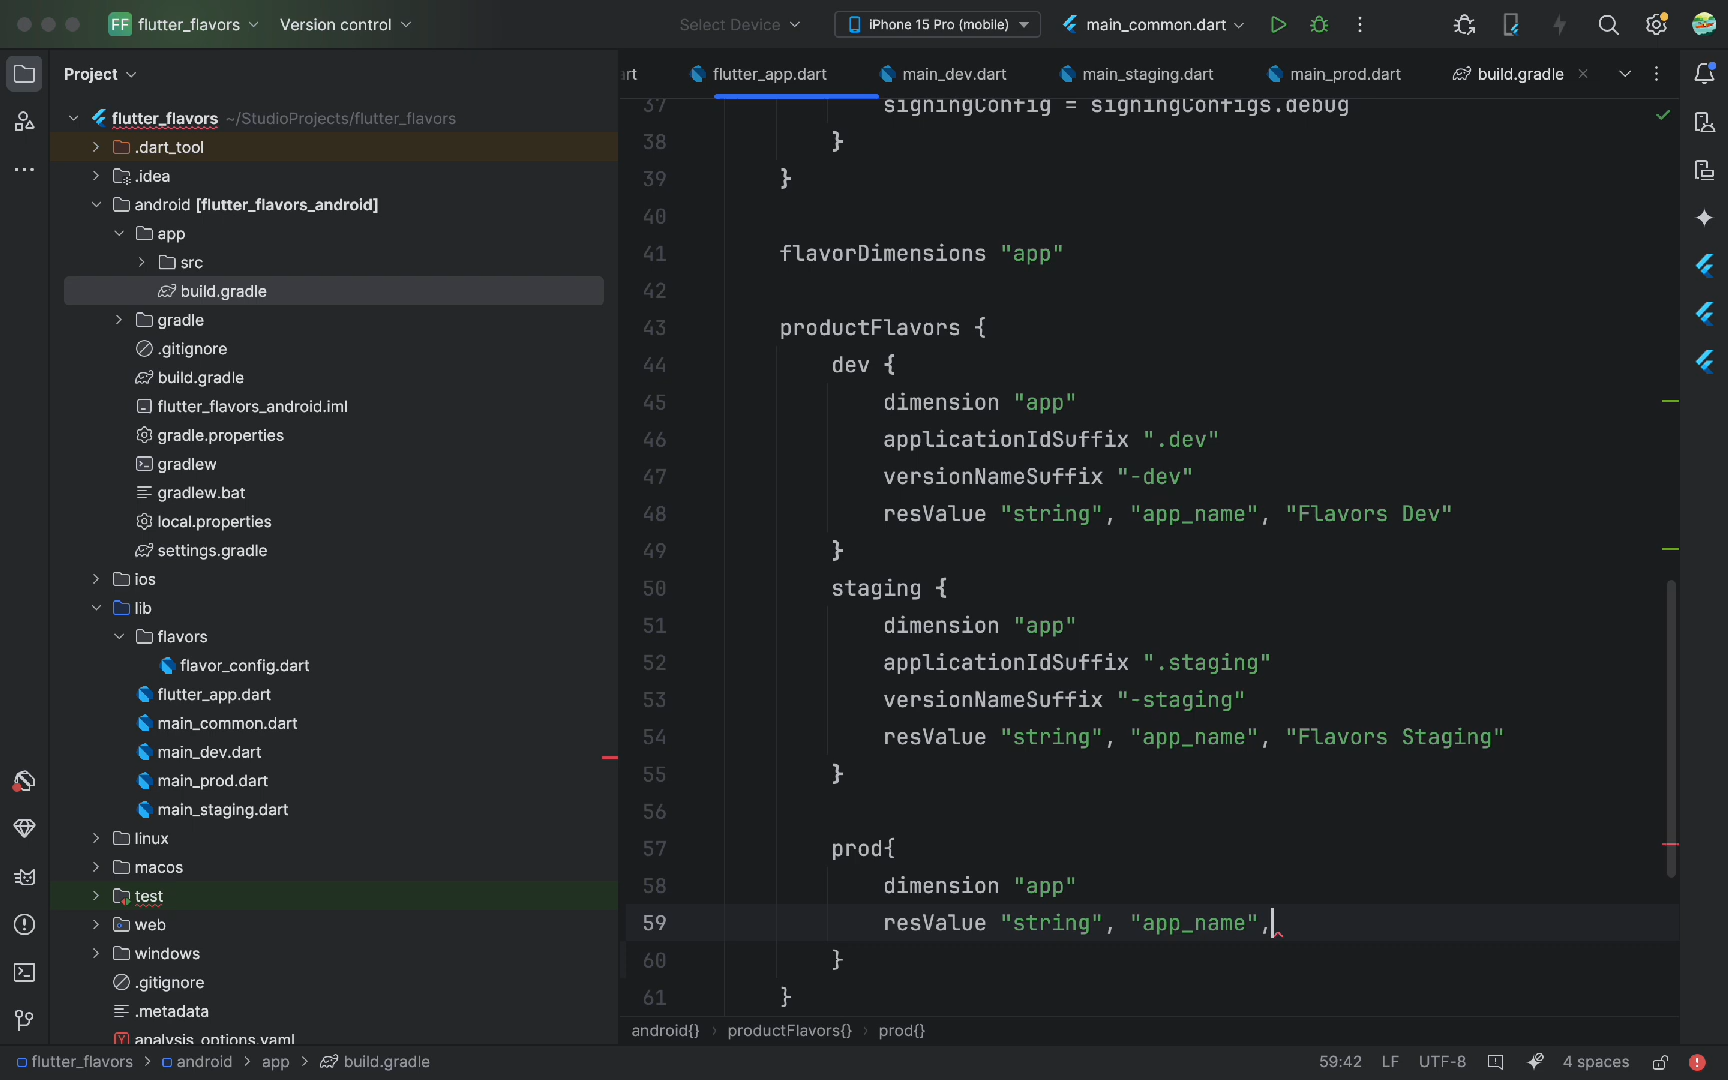 FF flutter_flavors Version control Select Device iPhone 15 Pro (mobile) main_common.dart
Project
flutter_flavors ~/StudioProjects/flutter_flavors
.dart_tool
.idea
android [flutter_flavors_android]
app
src
build.gradle
gradle
.gitignore
build.gradle
flutter_flavors_android.iml
gradle.properties
gradlew
gradlew.bat
local.properties
settings.gradle
ios
lib
flavors
flavor_config.dart
flutter_app.dart
main_common.dart
main_dev.dart
main_prod.dart
main_staging.dart
linux
macos
test
web
windows
.gitignore
.metadata
analysis_options.yaml
art flutter_app.dart main_dev.dart main_staging.dart main_prod.dart build.gradle
37 signingConfig = signingConfigs.debug
38 }
39 }
40
41 flavorDimensions "app"
42
43 productFlavors {
44 dev {
45 dimension "app"
46 applicationIdSuffix ".dev"
47 versionNameSuffix "-dev"
48 resValue "string", "app_name", "Flavors Dev"
49 }
50 staging {
51 dimension "app"
52 applicationIdSuffix ".staging"
53 versionNameSuffix "-staging"
54 resValue "string", "app_name", "Flavors Staging"
55 }
56
57 prod{
58 dimension "app"
59 resValue "string", "app_name",
60 }
61 }
android{} › productFlavors{} › prod{}
flutter_flavors > android > app > build.gradle 59:42 LF UTF-8 4 spaces